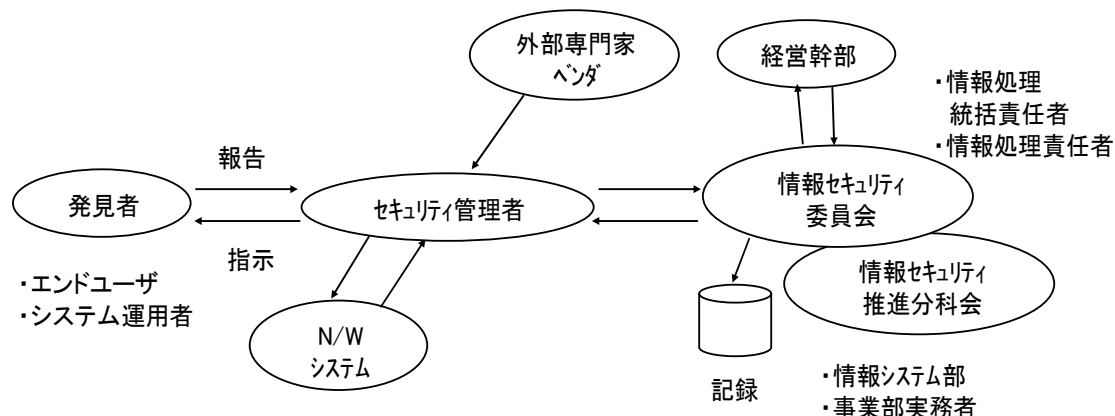 外部専門家
ﾍﾞﾝﾀﾞ
経営幹部
・情報処理
統括責任者
・情報処理責任者
報告
発見者
ｾｷｭﾘﾃｨ管理者
情報ｾｷｭﾘﾃｨ
委員会
指示
・エンドユーザ
・システム運用者
情報ｾｷｭﾘﾃｨ
推進分科会
N/W
ｼｽﾃﾑ
記録
・情報ｼｽﾃﾑ部
・事業部実務者